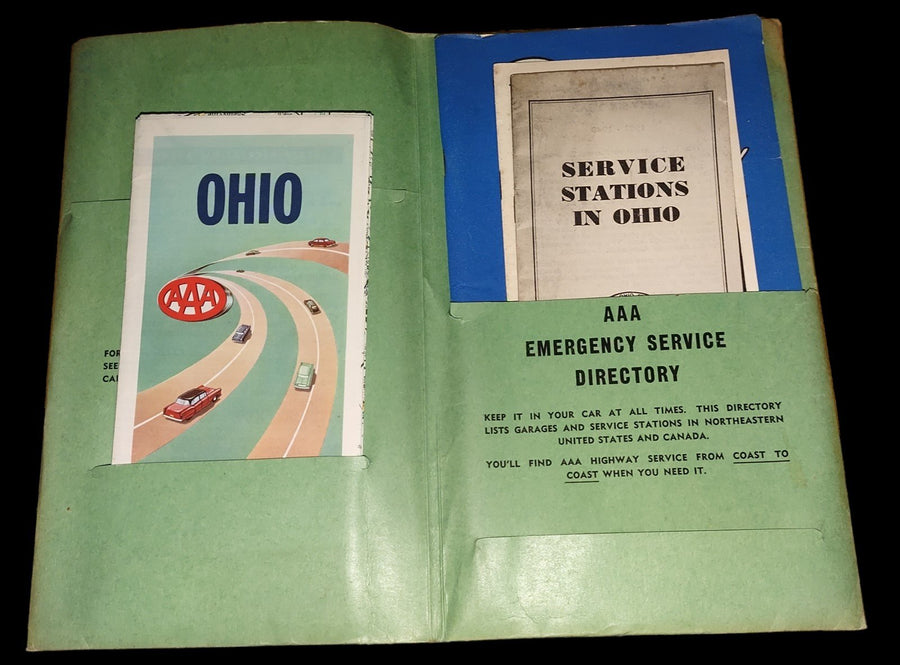 OHIO
AAA
FOR
SEE
SERVICE
STATIONS
IN OHIO
AAA
EMERGENCY SERVICE
DIRECTORY
KEEP IT IN YOUR CAR AT ALL TIMES. THIS DIRECTORY
LISTS GARAGES AND SERVICE STATIONS IN NORTHEASTERN
UNITED STATES AND CANADA.
YOU'LL FIND AAA HIGHWAY SERVICE FROM COAST TO
COAST WHEN YOU NEED IT.